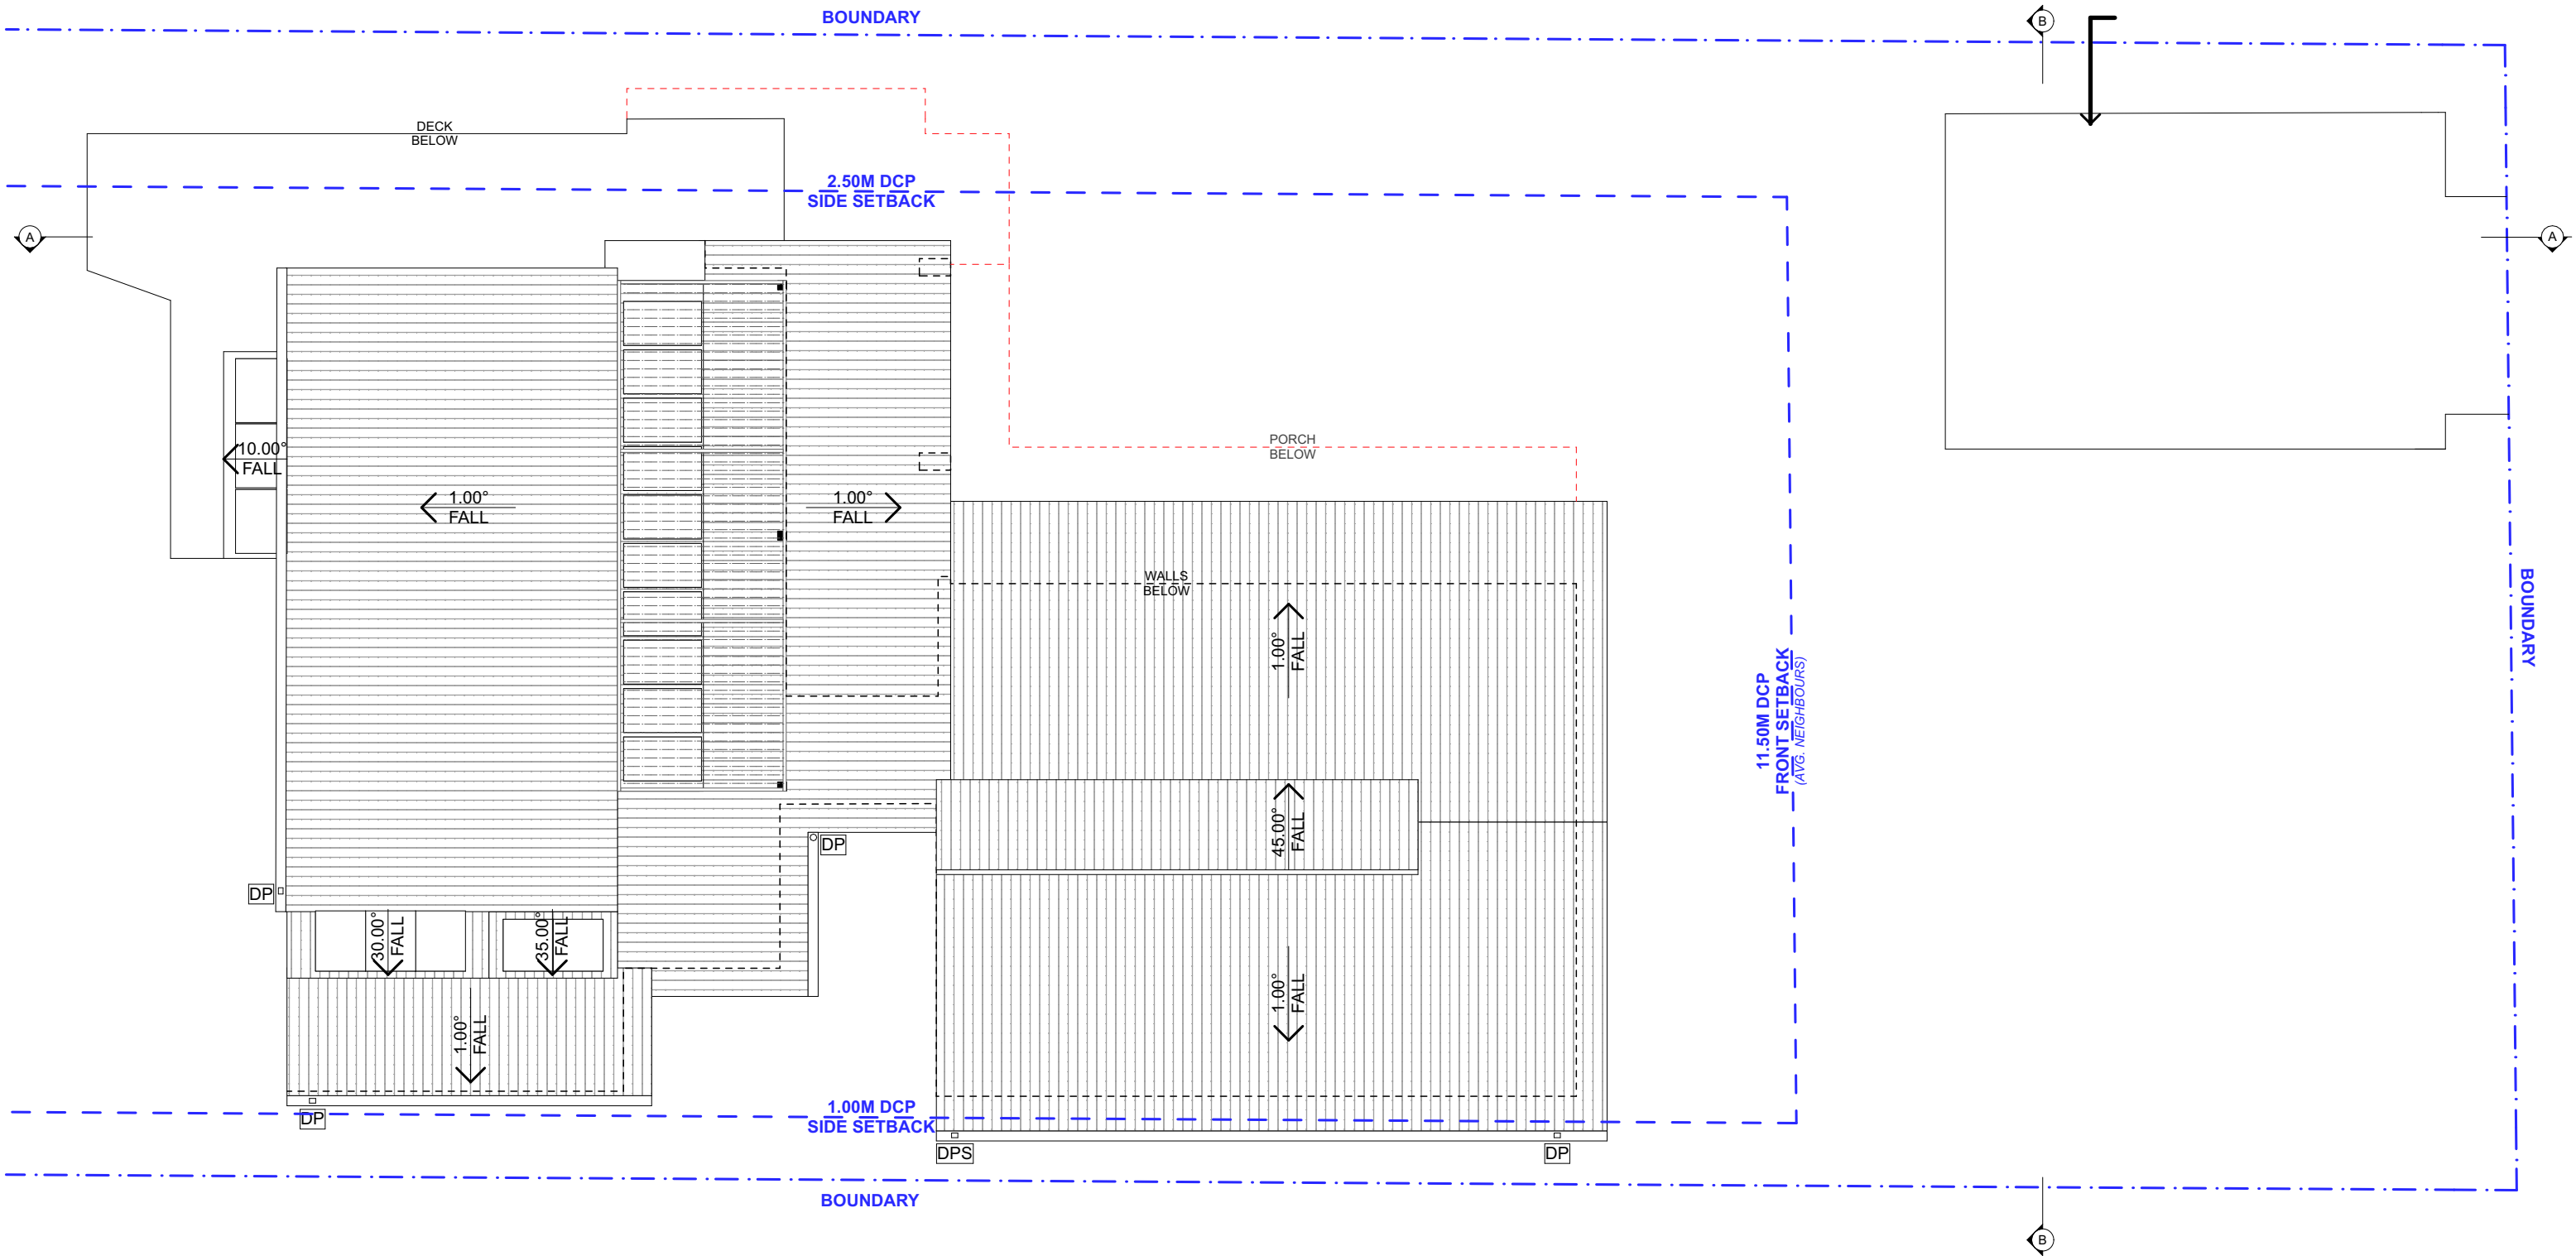 BOUNDARY
B
DECK
BELOW
2.50M DCP
SIDE SETBACK
A
A
PORCH
BELOW
10.00°
FALL
1.00°
FALL
1.00°
FALL
WALLS
BELOW
BOUNDARY
1.00°
FALL
11.50M DCP
FRONT SETBACK
(AVG. NEIGHBOURS)
45.00°
FALL
DP
DP
30.00°
FALL
35.00°
FALL
1.00°
FALL
1.00°
FALL
DP
1.00M DCP
SIDE SETBACK
DPS
DP
BOUNDARY
B